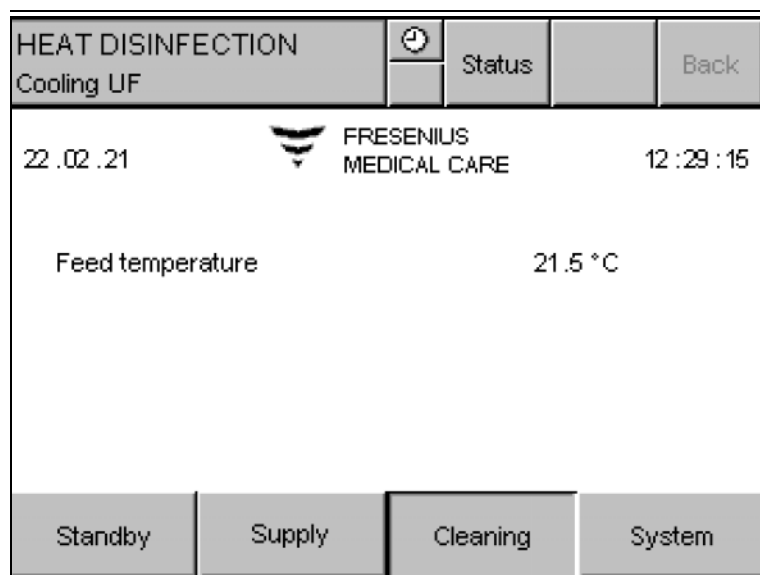 HEAT DISINFECTION
Cooling UF
Status
Back
22.02.21
FRESENIUS
MEDICAL CARE
12:29:15
Feed temperature 21.5 °C
Standby
Supply
Cleaning
System